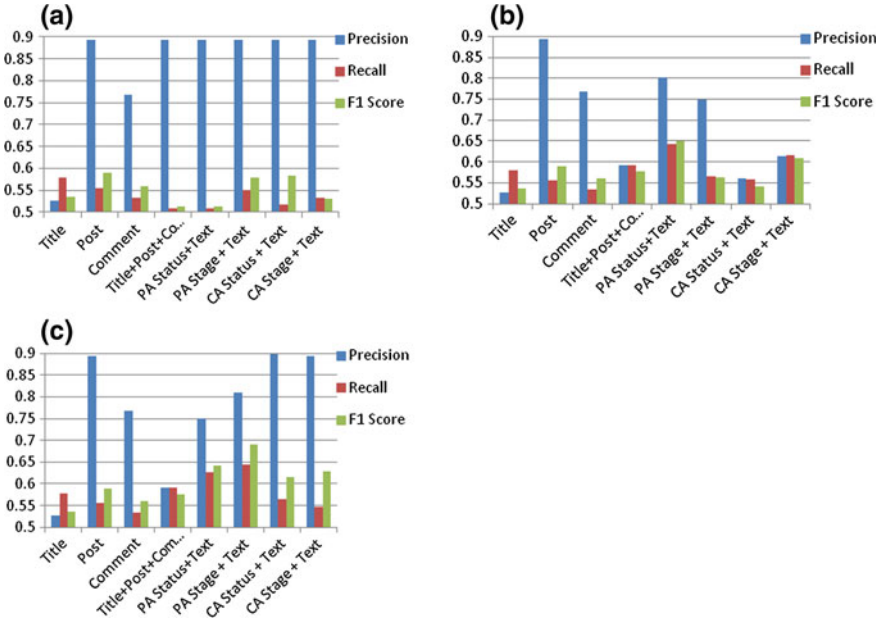 (a)
0.9
0.85
0.8
0.75
0.7
0.65
0.6
0.55
0.5
Precision
Recall
F1 Score
Title
Post
Comment
Title+Post+Co...
PA Status+Text
PA Stage + Text
CA Status + Text
CA Stage + Text
(b)
0.9
0.85
0.8
0.75
0.7
0.65
0.6
0.55
0.5
Precision
Recall
F1 Score
Title
Post
Comment
Title+Post+Co...
PA Status+Text
PA Stage + Text
CA Status + Text
CA Stage + Text
(c)
0.9
0.85
0.8
0.75
0.7
0.65
0.6
0.55
0.5
Precision
Recall
F1 Score
Title
Post
Comment
Title+Post+Com...
PA Status+Text
PA Stage + Text
CA Status + Text
CA Stage + Text